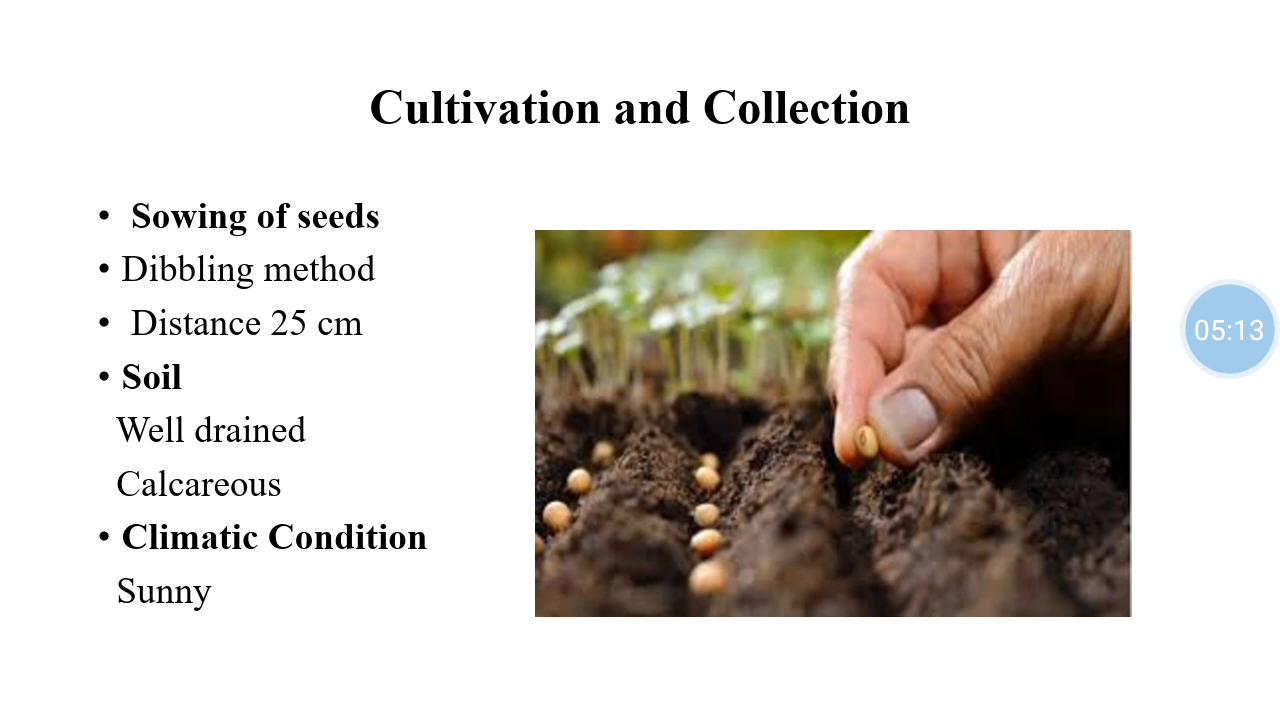 Cultivation and Collection
• Sowing of seeds
• Dibbling method
• Distance 25 cm
• Soil
Well drained
Calcareous
• Climatic Condition
Sunny
05:13